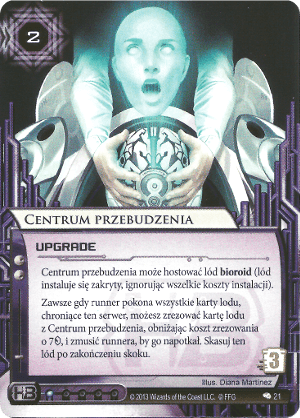 2
CENTRUM PRZEBUDZENIA
UPGRADE
Centrum przebudzenia może hostować lód bioroid (lód
instaluje się zakryty, ignorując wszelkie koszty instalacji).
Zawsze gdy runner pokona wszystkie karty lodu,
chroniące ten serwer, możesz zrezować kartę lodu
z Centrum przebudzenia, obniżając koszt zrezowania
o 7, i zmusić runnera, by go napotkał. Skasuj ten
lód po zakończeniu skoku.
3
Illus. Diana Martinez
HB
© 2013 Wizards of the Coast LLC. © FFG
21